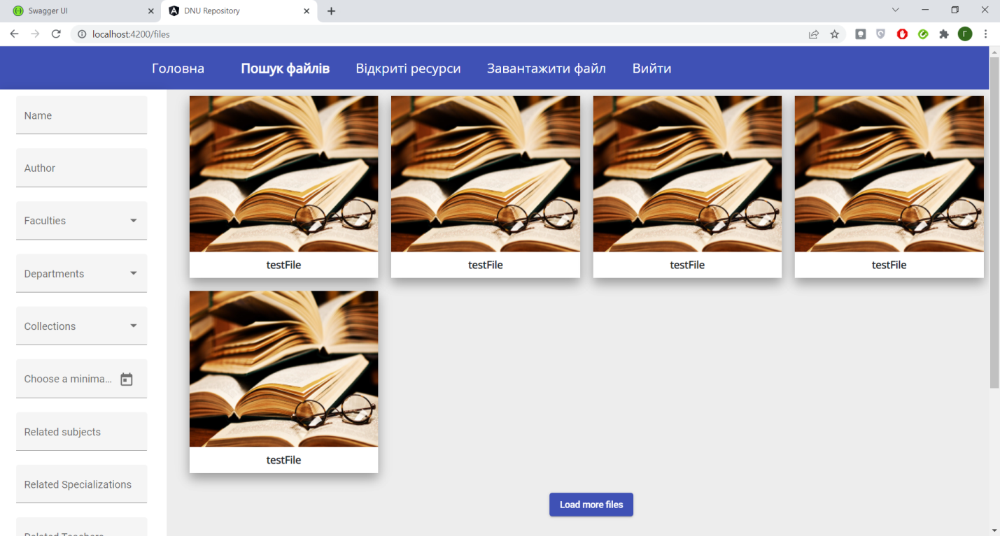 Swagger UI
DNU Repository
localhost:4200/files
Г
Головна Пошук файлів Відкриті ресурси Завантажити файл Вийти
Name
Author
Faculties
Departments
Collections
Choose a minima...
Related subjects
Related Specializations
Related Teachers
testFile testFile testFile testFile
testFile
Load more files